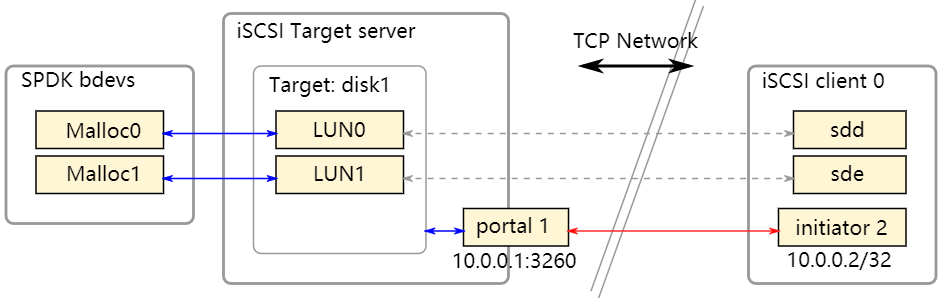 iSCSI Target server
TCP Network
SPDK bdevs
Target: disk1
iSCSI client 0
Malloc0
LUN0
sdd
Malloc1
LUN1
sde
portal 1
initiator 2
10.0.0.1:3260
10.0.0.2/32